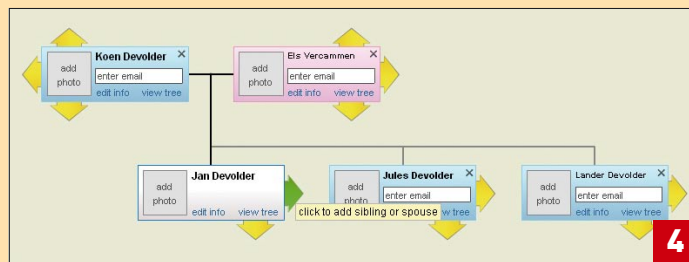 Koen Devolder
add
photo
enter email
edit info view tree
Els Vercammen
add
photo
enter email
edit info view tree
Jan Devolder
add
photo
edit info view tree
click to add sibling or spouse
Jules Devolder
add
photo
enter email
tree
Lander Devolder
add
photo
enter email
edit info view tree
4